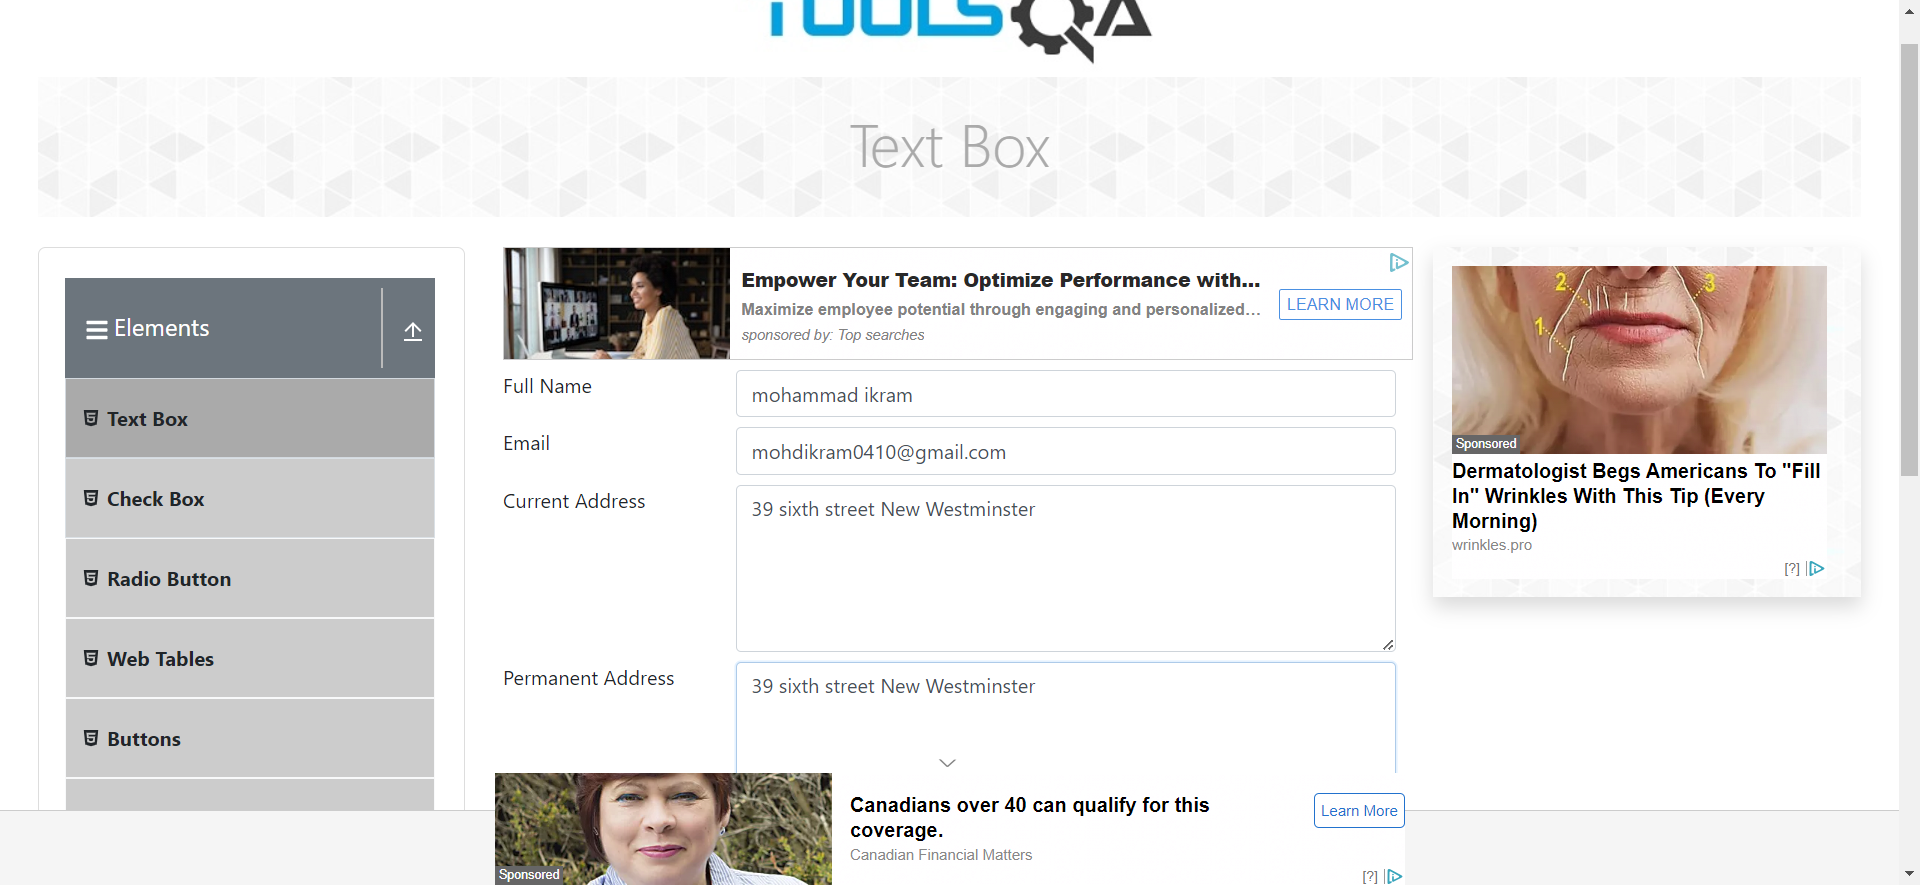 TOOLSQA
Text Box
Elements
Text Box
Check Box
Radio Button
Web Tables
Buttons
Empower Your Team: Optimize Performance with...
Maximize employee potential through engaging and personalized...
sponsored by: Top searches
LEARN MORE
Full Name
mohammad ikram
Email
mohdikram0410@gmail.com
Current Address
39 sixth street New Westminster
Permanent Address
39 sixth street New Westminster
1
2
3
Sponsored
Dermatologist Begs Americans To "Fill
In" Wrinkles With This Tip (Every
Morning)
wrinkles.pro
[?]
Sponsored
Canadians over 40 can qualify for this
coverage.
Canadian Financial Matters
Learn More
[?]